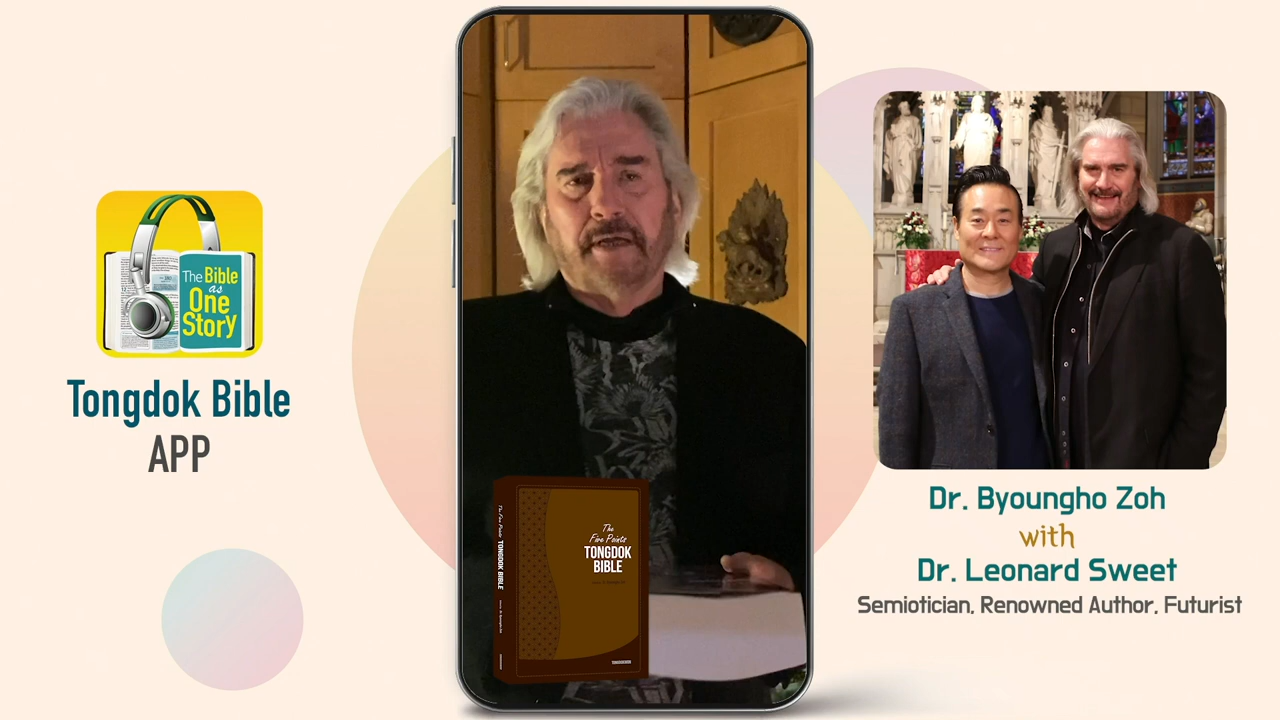 The Bible
as
One
Story
Tongdok Bible
APP
The Five Points
TONGDOK BIBLE
The
Five Points
TONGDOK
BIBLE
Dr. Byoungho Zoh
with
Dr. Leonard Sweet
Semiotician, Renowned Author, Futurist